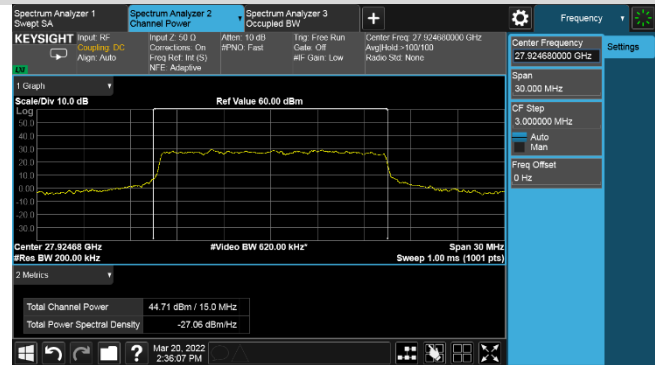 Spectrum Analyzer 1
Swept SA
Spectrum Analyzer 2
Channel Power
Spectrum Analyzer 3
Occupied BW
Frequency
KEYSIGHT
Input: RF
Coupling: DC
Align: Auto
Input Z: 50 Ω
Corrections: On
Freq Ref: Int (S)
NFE: Adaptive
Atten: 10 dB
#PNO: Fast
Trig: Free Run
Gate: Off
#IF Gain: Low
Center Freq: 27.924680000 GHz
Avg|Hold:>100/100
Radio Std: None
Center Frequency
27.924680000 GHz
Settings
Span
30.000 MHz
CF Step
3.000000 MHz
Auto
Man
Freq Offset
0 Hz
1 Graph
Scale/Div 10.0 dB
Ref Value 60.00 dBm
Log
50.0
40.0
30.0
20.0
10.0
0.00
-10.0
-20.0
-30.0
Center 27.92468 GHz
#Video BW 620.00 kHz*
Span 30 MHz
#Res BW 200.00 kHz
Sweep 1.00 ms (1001 pts)
2 Metrics
Total Channel Power 44.71 dBm / 15.0 MHz
Total Power Spectral Density -27.06 dBm/Hz
?
Mar 20, 2022
2:36:07 PM